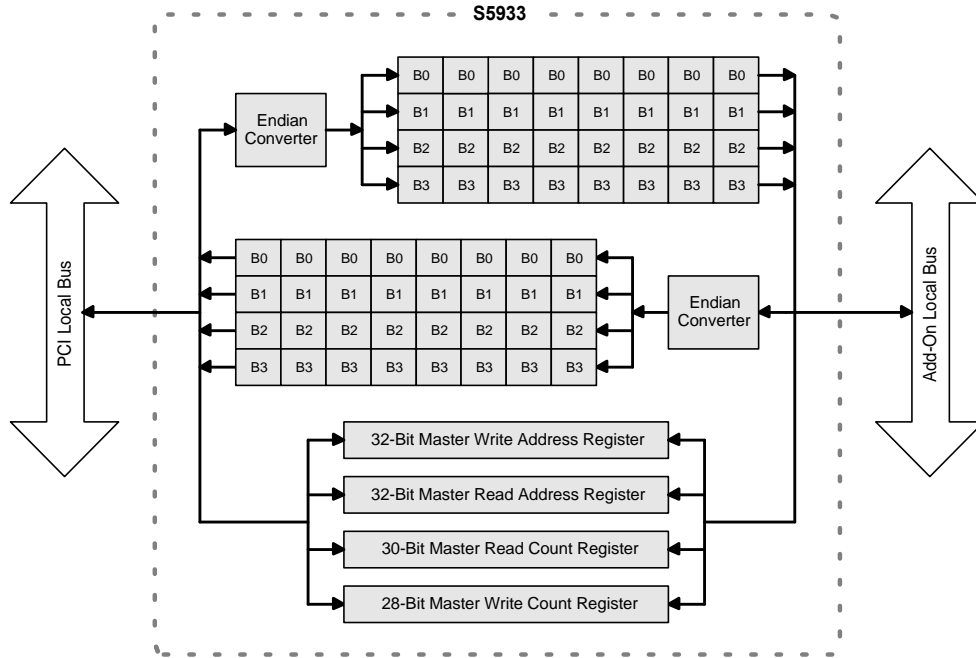 S5933
B0 B0 B0 B0 B0 B0 B0 B0
Endian
Converter
B1 B1 B1 B1 B1 B1 B1 B1
B2 B2 B2 B2 B2 B2 B2 B2
B3 B3 B3 B3 B3 B3 B3 B3
PCI Local Bus
B0 B0 B0 B0 B0 B0 B0 B0
B1 B1 B1 B1 B1 B1 B1 B1
B2 B2 B2 B2 B2 B2 B2 B2
B3 B3 B3 B3 B3 B3 B3 B3
Endian
Converter
Add-On Local Bus
32-Bit Master Write Address Register
32-Bit Master Read Address Register
30-Bit Master Read Count Register
28-Bit Master Write Count Register